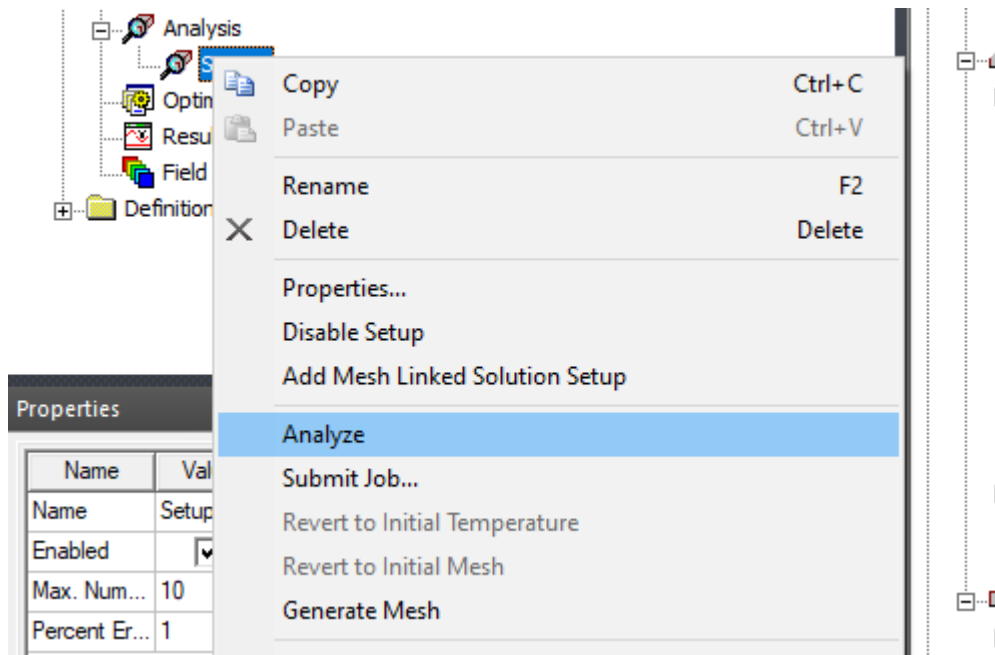 Analysis
S
Optim
Resu
Field
Definition
Copy Ctrl+C
Paste Ctrl+V
Rename F2
Delete Delete
Properties...
Disable Setup
Add Mesh Linked Solution Setup
Analyze
Submit Job...
Revert to Initial Temperature
Revert to Initial Mesh
Generate Mesh
Properties
Name Val
Name Setup
Enabled
Max. Num... 10
Percent Er... 1